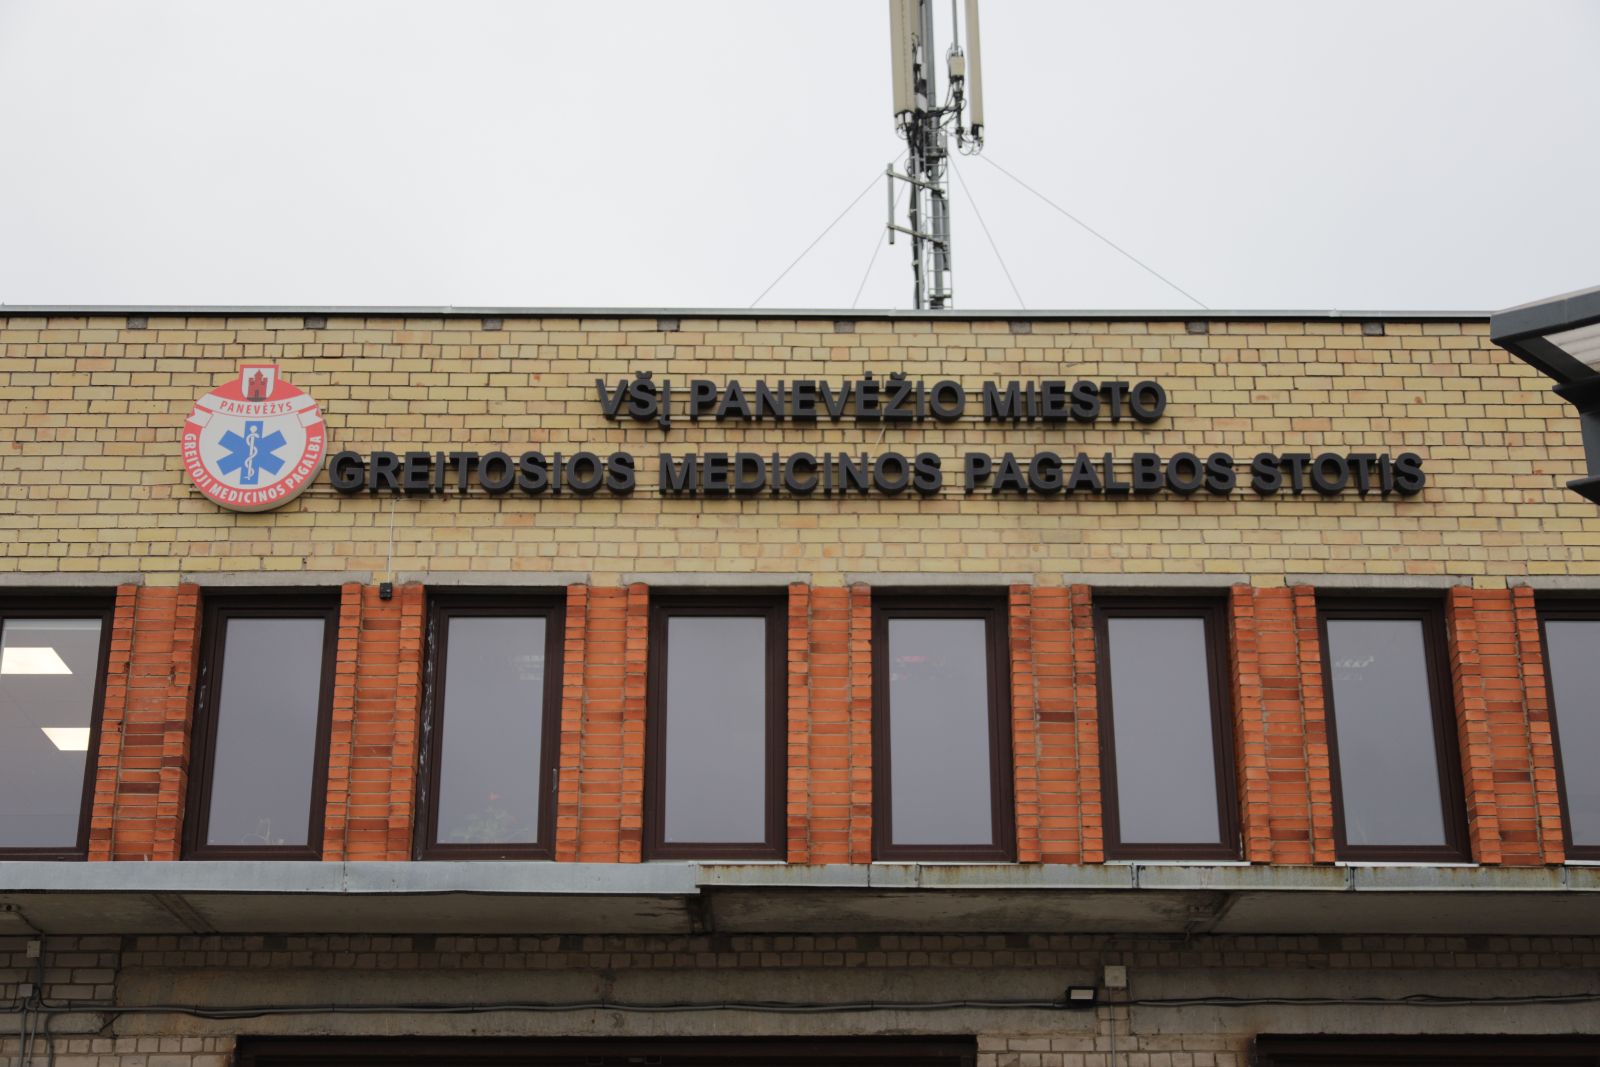 VŠĮ PANEVĖŽIO MIESTO
GREITOSIOS MEDICINOS PAGALBOS STOTIS
PANEVĖŽYS
GREITOJI MEDICINOS PAGALBA